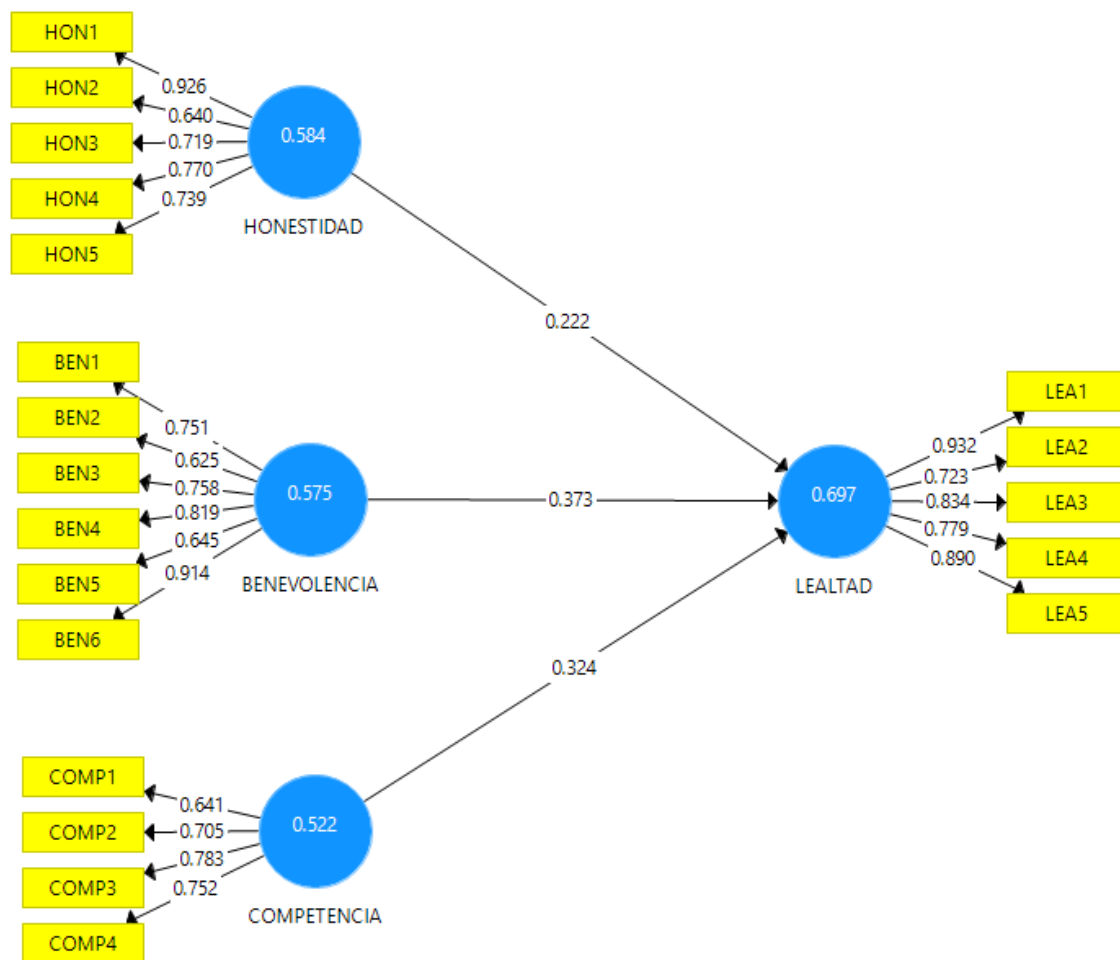 HON1
HON2
HON3
HON4
HON5
0.926
0.640
0.719
0.770
0.739
0.584
HONESTIDAD
0.222
BEN1
BEN2
BEN3
BEN4
BEN5
BEN6
0.751
0.625
0.758
0.819
0.645
0.914
0.575
BENEVOLENCIA
0.373
COMP1
COMP2
COMP3
COMP4
0.641
0.705
0.783
0.752
0.522
COMPETENCIA
0.324
0.697
LEALTAD
0.932
0.723
0.834
0.779
0.890
LEA1
LEA2
LEA3
LEA4
LEA5